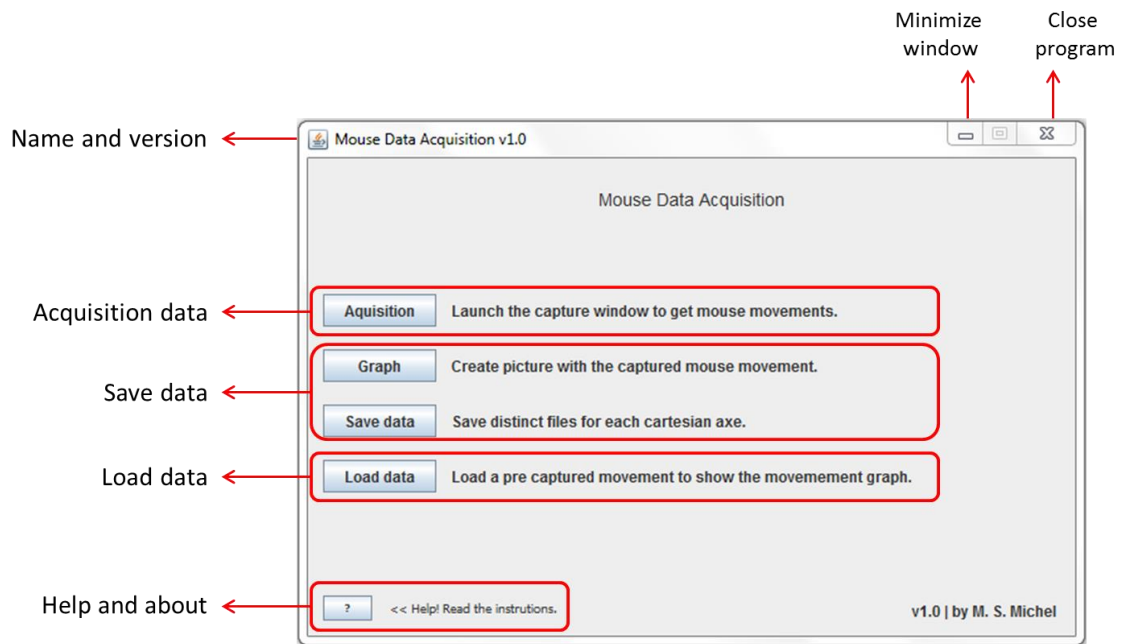 Minimize window
Close program
Name and version
Mouse Data Acquisition v1.0
Mouse Data Acquisition
Acquisition data
Aquisition
Launch the capture window to get mouse movements.
Save data
Graph
Create picture with the captured mouse movement.
Save data
Save distinct files for each cartesian axe.
Load data
Load data
Load a pre captured movement to show the movemement graph.
Help and about
?
<< Help! Read the instrutions.
v1.0 | by M. S. Michel